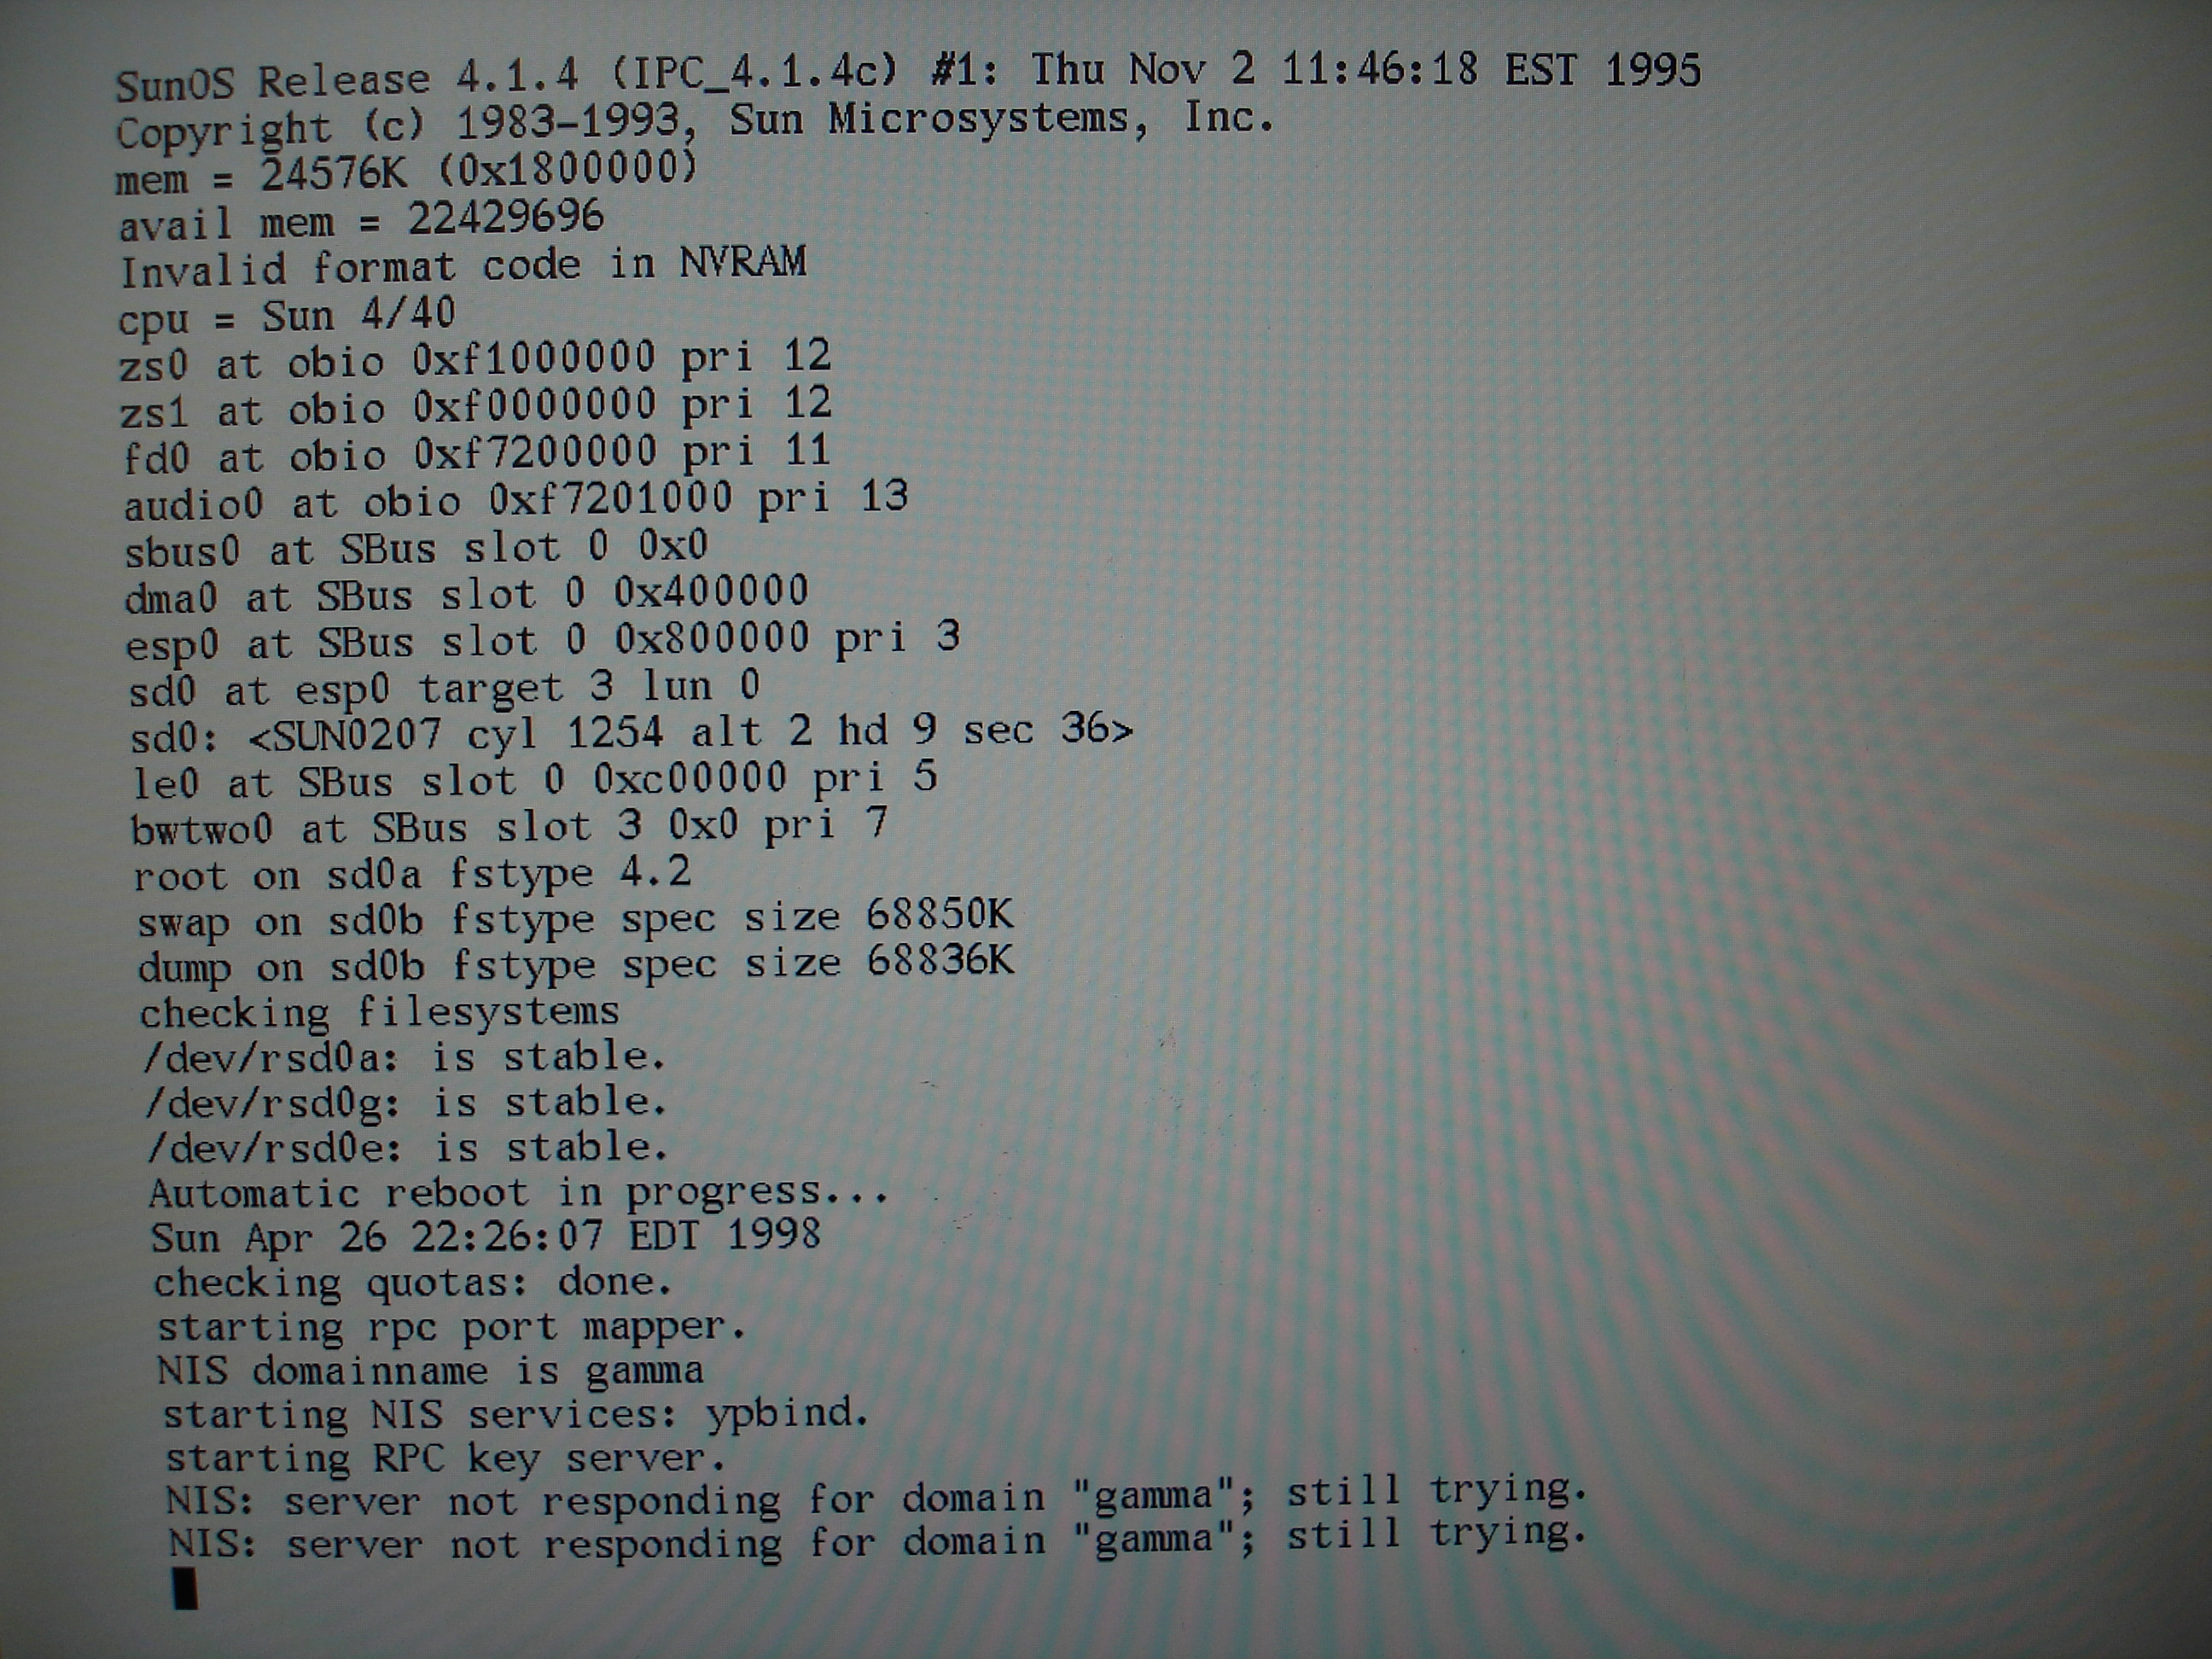 SunOS Release 4.1.4 (IPC_4.1.4c) #1: Thu Nov 2 11:46:18 EST 1995
Copyright (c) 1983-1993, Sun Microsystems, Inc.
mem = 24576K (0x1800000)
avail mem = 22429696
Invalid format code in NVRAM
cpu = Sun 4/40
zs0 at obio 0xf1000000 pri 12
zs1 at obio 0xf0000000 pri 12
fd0 at obio 0xf7200000 pri 11
audio0 at obio 0xf7201000 pri 13
sbus0 at SBus slot 0 0x0
dma0 at SBus slot 0 0x400000
esp0 at SBus slot 0 0x800000 pri 3
sd0 at esp0 target 3 lun 0
sd0: <SUN0207 cyl 1254 alt 2 hd 9 sec 36>
le0 at SBus slot 0 0xc00000 pri 5
bwtwo0 at SBus slot 3 0x0 pri 7
root on sd0a fstype 4.2
swap on sd0b fstype spec size 68850K
dump on sd0b fstype spec size 68836K
checking filesystems
/dev/rsd0a: is stable.
/dev/rsd0g: is stable.
/dev/rsd0e: is stable.
Automatic reboot in progress...
Sun Apr 26 22:26:07 EDT 1998
checking quotas: done.
starting rpc port mapper.
NIS domainname is gamma
starting NIS services: ypbind.
starting RPC key server.
NIS: server not responding for domain "gamma"; still trying.
NIS: server not responding for domain "gamma"; still trying.